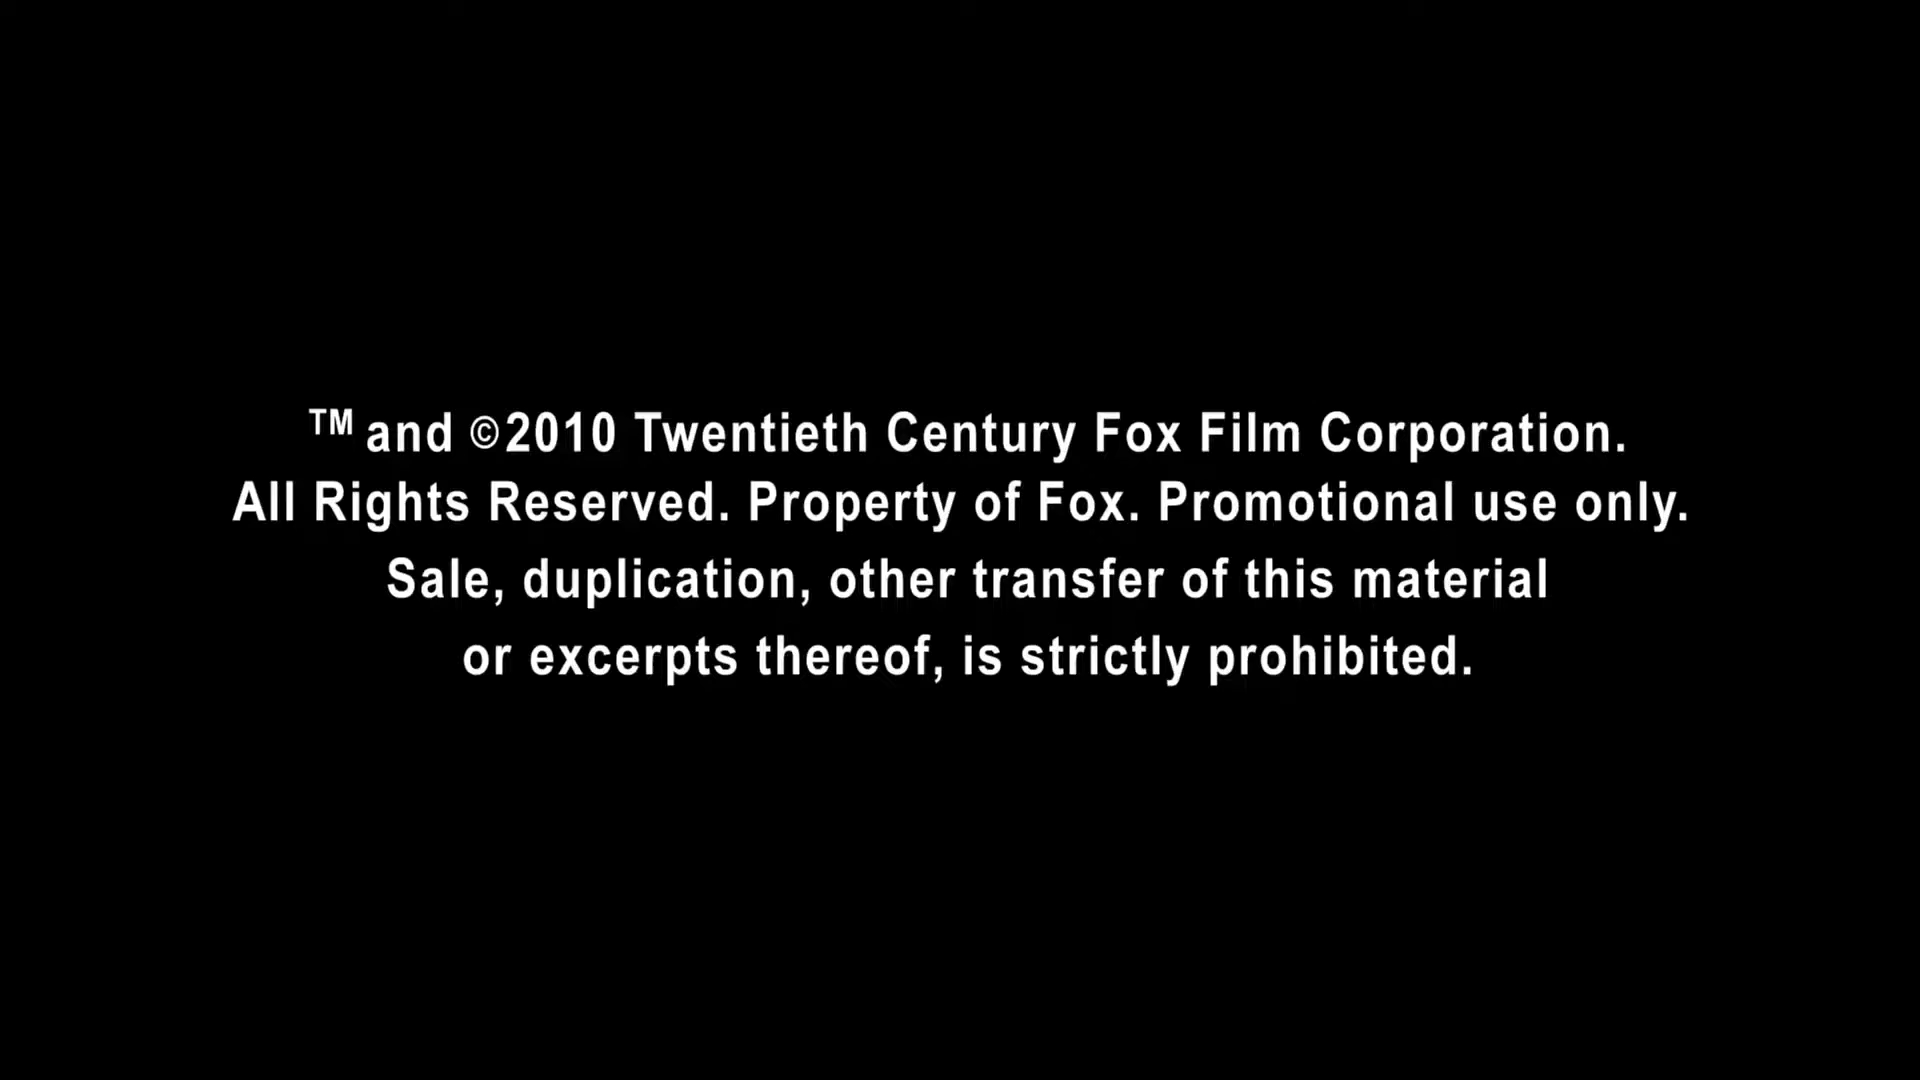 ™ and ©2010 Twentieth Century Fox Film Corporation.
All Rights Reserved. Property of Fox. Promotional use only.
Sale, duplication, other transfer of this material
or excerpts thereof, is strictly prohibited.